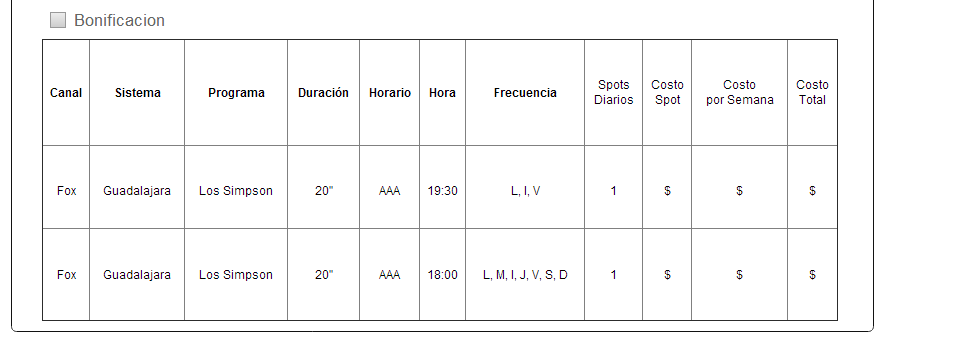 Bonificacion
Canal Sistema Programa Duración Horario Hora Frecuencia Spots Diarios Costo Spot Costo por Semana Costo Total
Fox Guadalajara Los Simpson 20" AAA 19:30 L, I, V 1 $ $ $
Fox Guadalajara Los Simpson 20" AAA 18:00 L, M, I, J, V, S, D 1 $ $ $